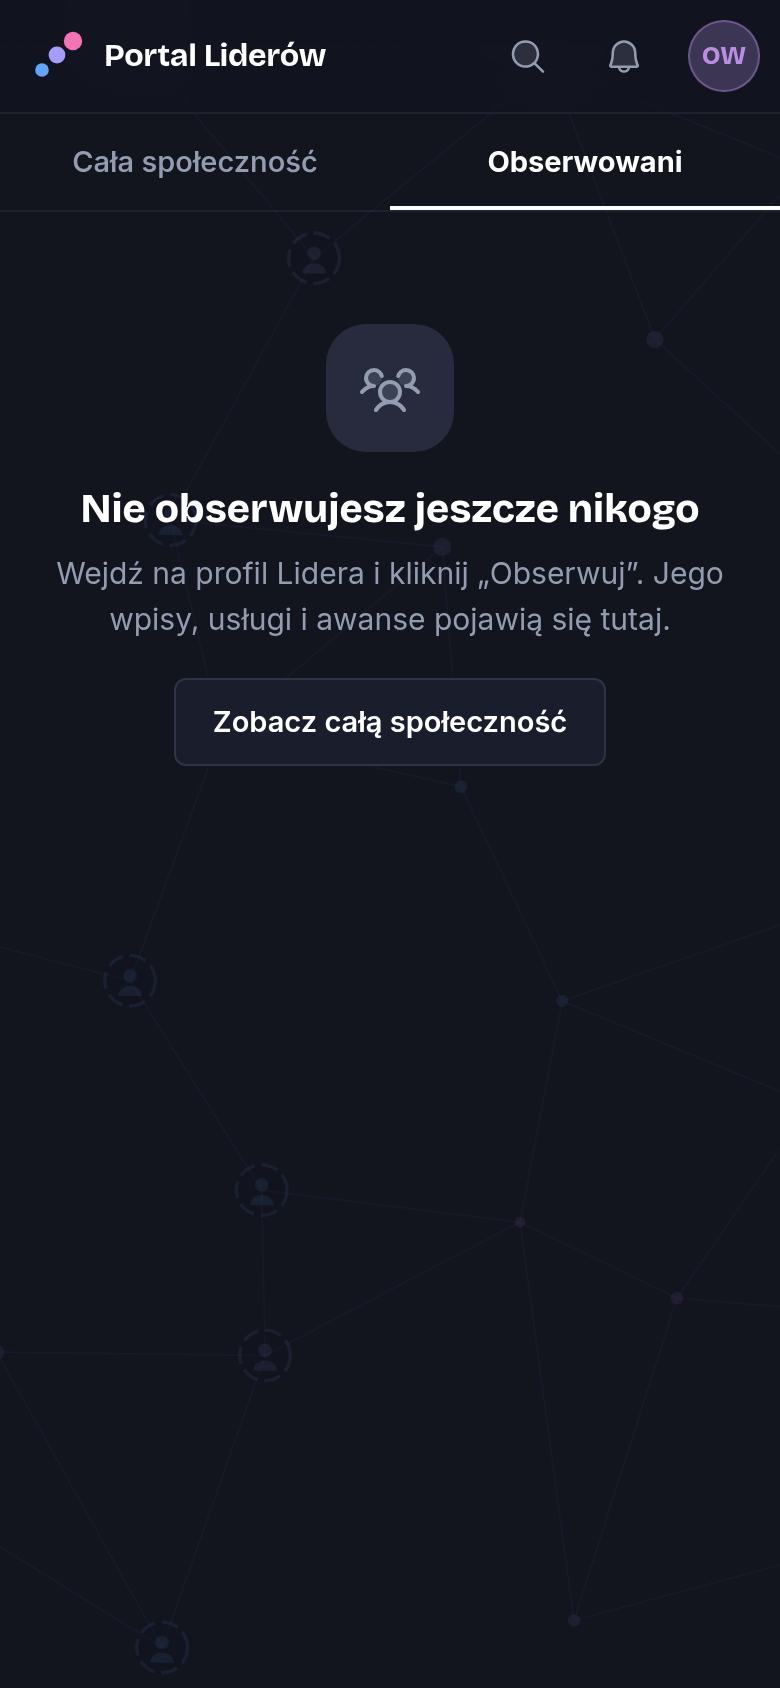 Portal Liderów
OW
Cała społeczność
Obserwowani
Nie obserwujesz jeszcze nikogo
Wejdź na profil Lidera i kliknij „Obserwuj”. Jego
wpisy, usługi i awanse pojawią się tutaj.
Zobacz całą społeczność